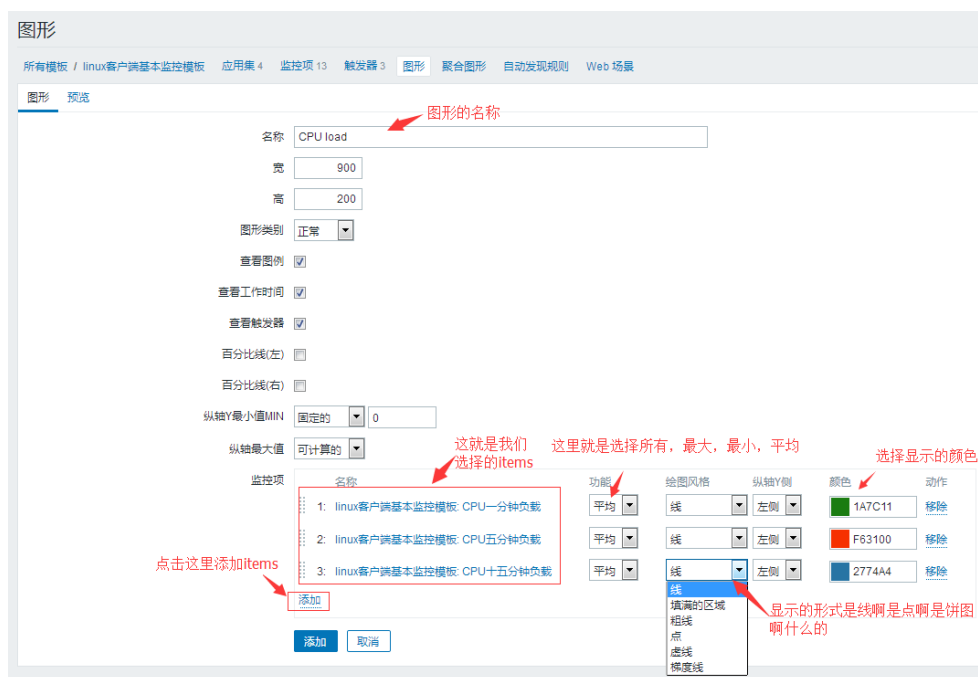 图形
所有模板 / linux客户端基本监控模板 应用集 4 监控项 13 触发器 3 图形 聚合图形 自动发现规则 Web 场景
图形 预览
图形的名称
名称 CPU load
宽 900
高 200
图形类别 正常
查看图例
查看工作时间
查看触发器
百分比线(左)
百分比线(右)
纵轴Y最小值MIN 固定的 0
纵轴最大值 可计算的
这就是我们
选择的items
这里就是选择所有，最大，最小，平均
选择显示的颜色
监控项 名称 功能 绘图风格 纵轴Y侧 颜色 动作
1: linux客户端基本监控模板: CPU一分钟负载 平均 线 左侧 1A7C11 移除
2: linux客户端基本监控模板: CPU五分钟负载 平均 线 左侧 F63100 移除
3: linux客户端基本监控模板: CPU十五分钟负载 平均 线 左侧 2774A4 移除
点击这里添加items
添加
线
填满的区域
粗线
点
虚线
梯度线
显示的形式是线啊是点啊是饼图
啊什么的
添加 取消